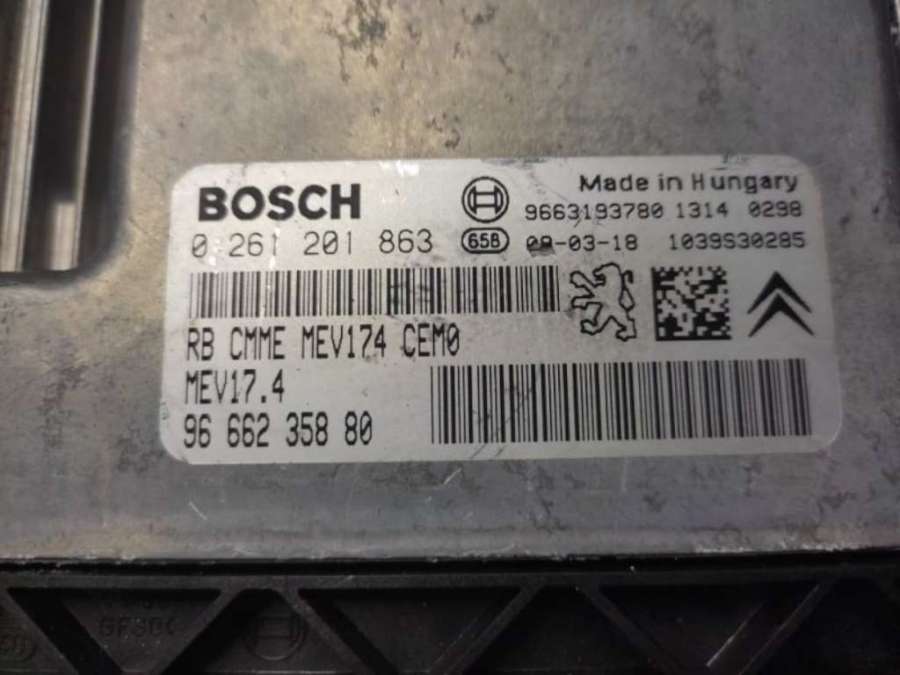 BOSCH
Made in Hungary
9663193780 1314 0298
0 261 201 863
658
09-03-18 1039S30285
RB CMME MEV174 CEM0
MEV17.4
96 662 358 80